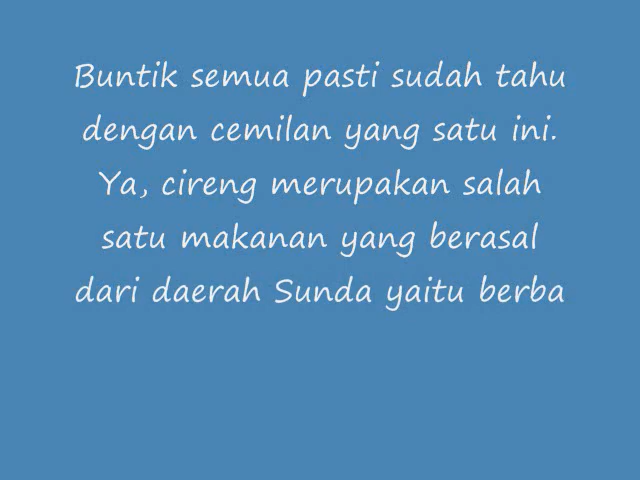 Buntik semua pasti sudah tahu
dengan cemilan yang satu ini.
Ya, cireng merupakan salah
satu makanan yang berasal
dari daerah Sunda yaitu berba